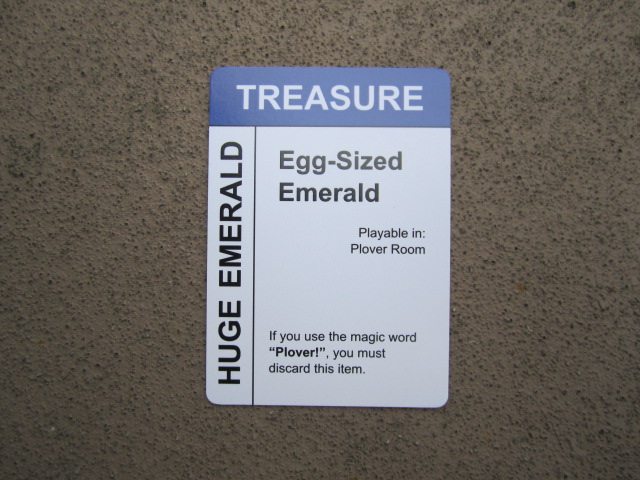 TREASURE
HUGE EMERALD
Egg-Sized
Emerald
Playable in:
Plover Room
If you use the magic word
“Plover!”, you must
discard this item.